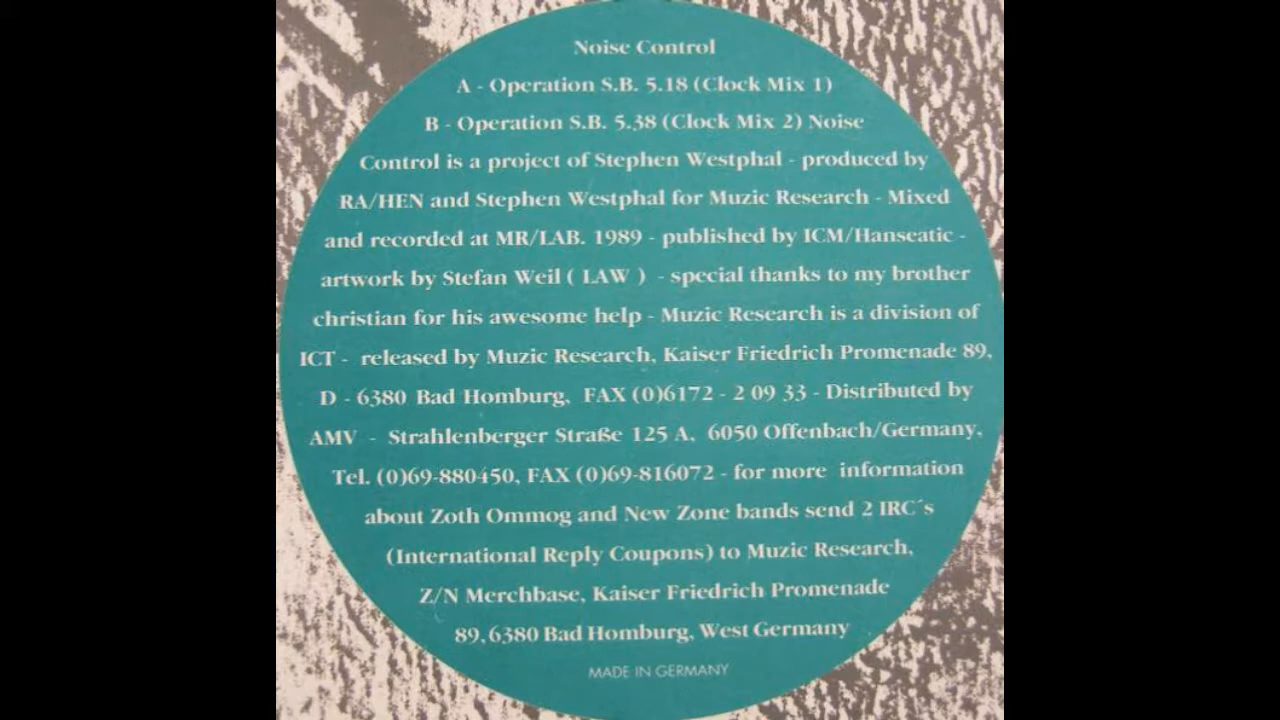 Noise Control
A - Operation S.B. 5.18 (Clock Mix 1)
B - Operation S.B. 5.38 (Clock Mix 2) Noise
Control is a project of Stephen Westphal - produced by
RA/HEN and Stephen Westphal for Muzic Research - Mixed
and recorded at MR/LAB. 1989 - published by ICM/Hanseatic -
artwork by Stefan Weil ( LAW ) - special thanks to my brother
christian for his awesome help - Muzic Research is a division of
ICT - released by Muzic Research, Kaiser Friedrich Promenade 89,
D - 6380 Bad Homburg, FAX (0)6172 - 2 09 33 - Distributed by
AMV - Strahlenberger Straße 125 A, 6050 Offenbach/Germany,
Tel. (0)69-880450, FAX (0)69-816072 - for more information
about Zoth Ommog and New Zone bands send 2 IRC´s
(International Reply Coupons) to Muzic Research,
Z/N Merchbase, Kaiser Friedrich Promenade
89,6380 Bad Homburg, West Germany
MADE IN GERMANY